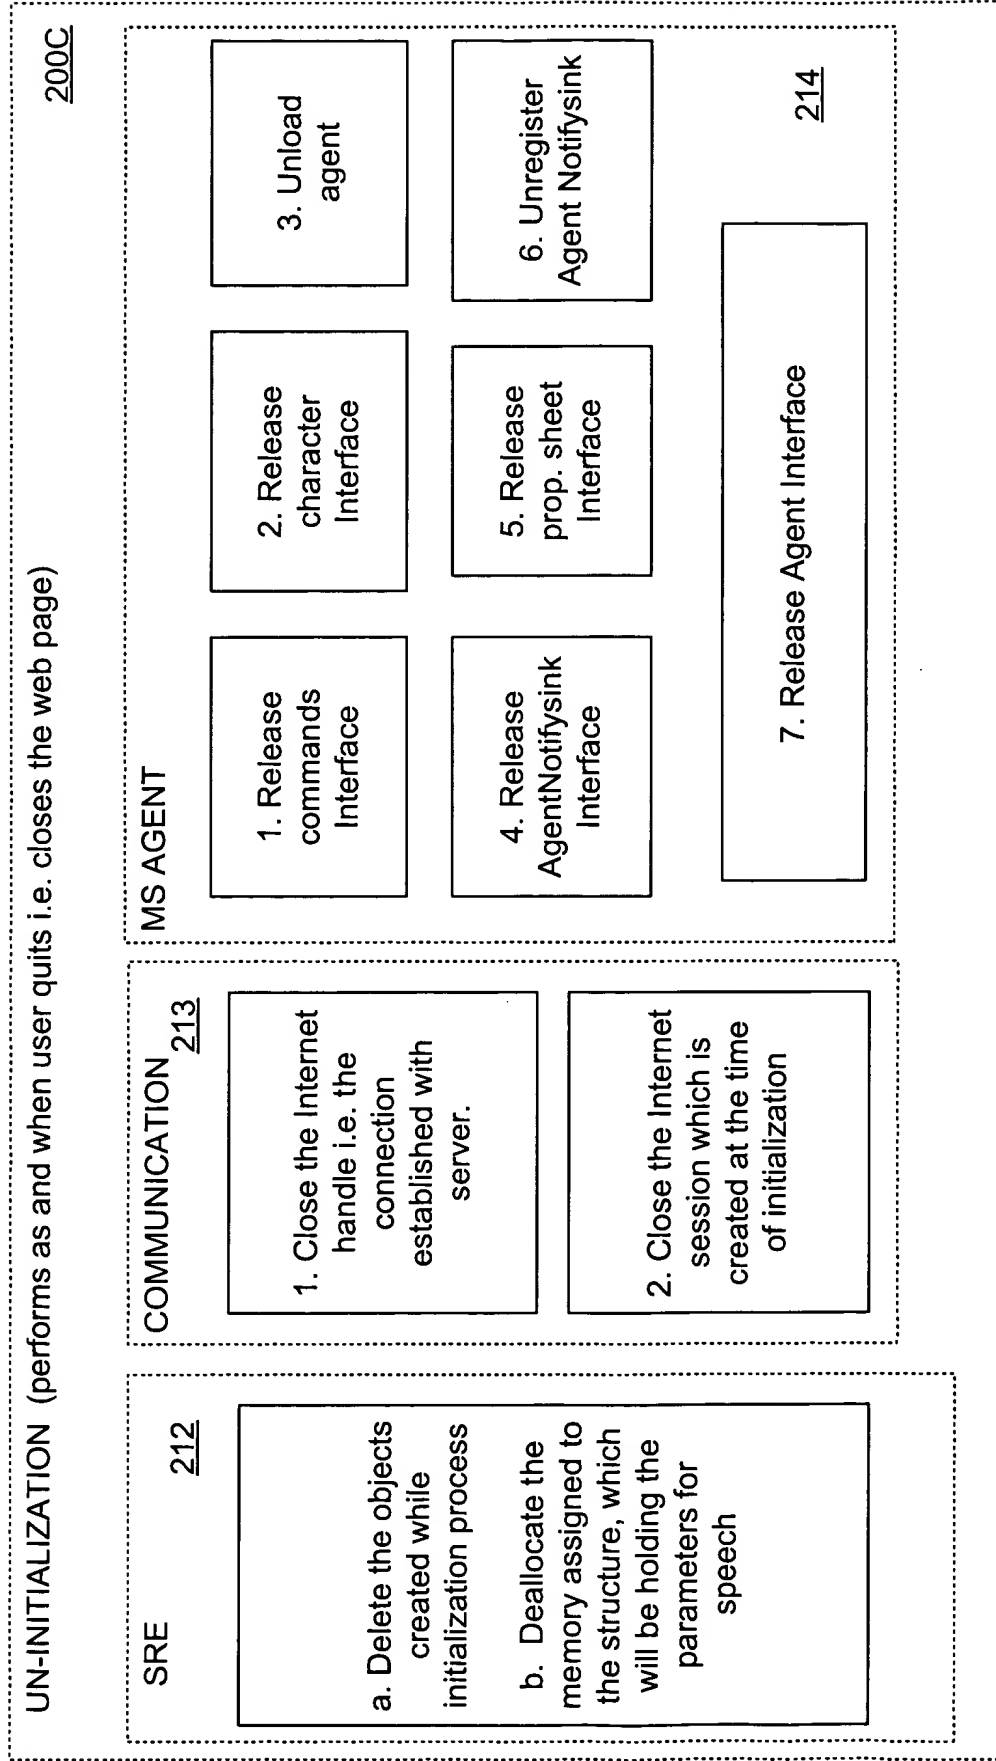 UN-INITIALIZATION (performs as and when user quits i.e. closes the web page)
200C
SRE
212
a. Delete the objects
created while
initialization process
b. Deallocate the
memory assigned to
the structure, which
will be holding the
parameters for
speech
COMMUNICATION
213
1. Close the Internet
handle i.e. the
connection
established with
server.
2. Close the Internet
session which is
created at the time
of initialization
MS AGENT
1. Release
commands
Interface
2. Release
character
Interface
3. Unload
agent
4. Release
AgentNotifysink
Interface
5. Release
prop. sheet
Interface
6. Unregister
Agent Notifysink
7. Release Agent Interface
214